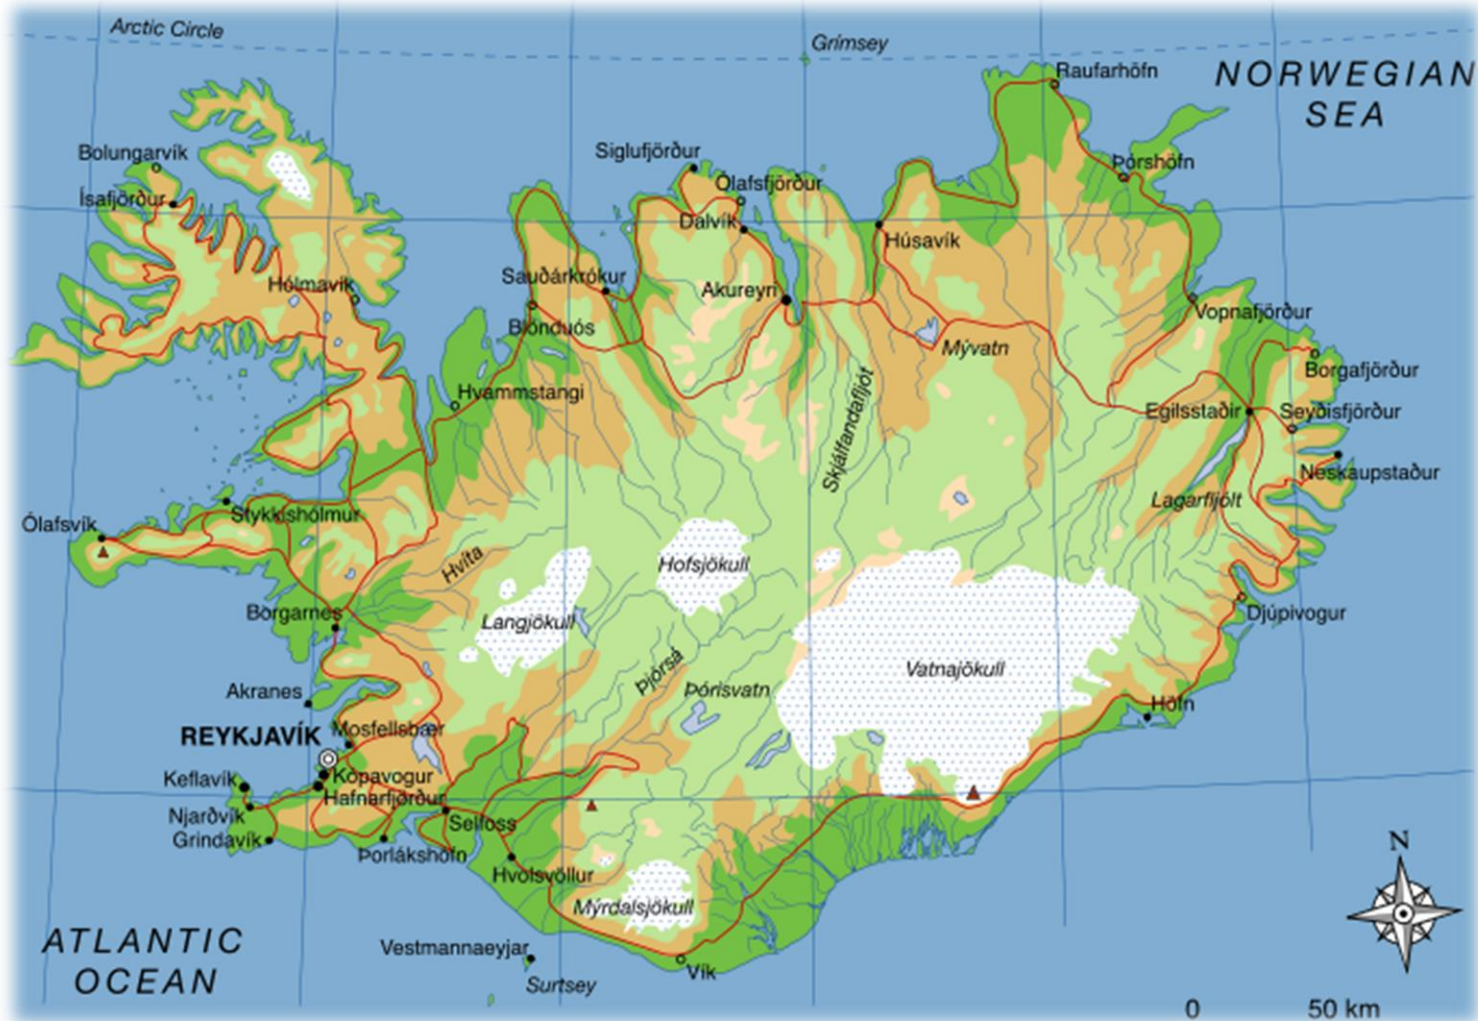 Arctic Circle
Grímsey
NORWEGIAN
SEA
Raufarhöfn
Bolungarvík
Siglufjörður
Þórshöfn
Ísafjörður
Ólafsfjörður
Dalvík
Húsavík
Hólmavík
Sauðárkrókur
Akureyri
Blönduós
Vopnafjörður
Mývatn
Borgafjörður
Hvammstangi
Skjálfandafljót
Egilsstaðir
Seyðisfjörður
Neskaupstaður
Lagarfljólt
Stykkishólmur
Ólafsvík
Hvíta
Hofsjökull
Langjökull
Borgarnes
Djúpivogur
Þjórsá
Þórisvatn
Vatnajökull
Akranes
Höfn
Mosfellsbær
REYKJAVÍK
Keflavík
Kópavogur
Hafnarfjörður
Njarðvík
Grindavík
Selfoss
Þorlákshöfn
Hvolsvöllur
Mýrdalsjökull
N
ATLANTIC
OCEAN
Vestmannaeyjar
Surtsey
Vík
0 50 km